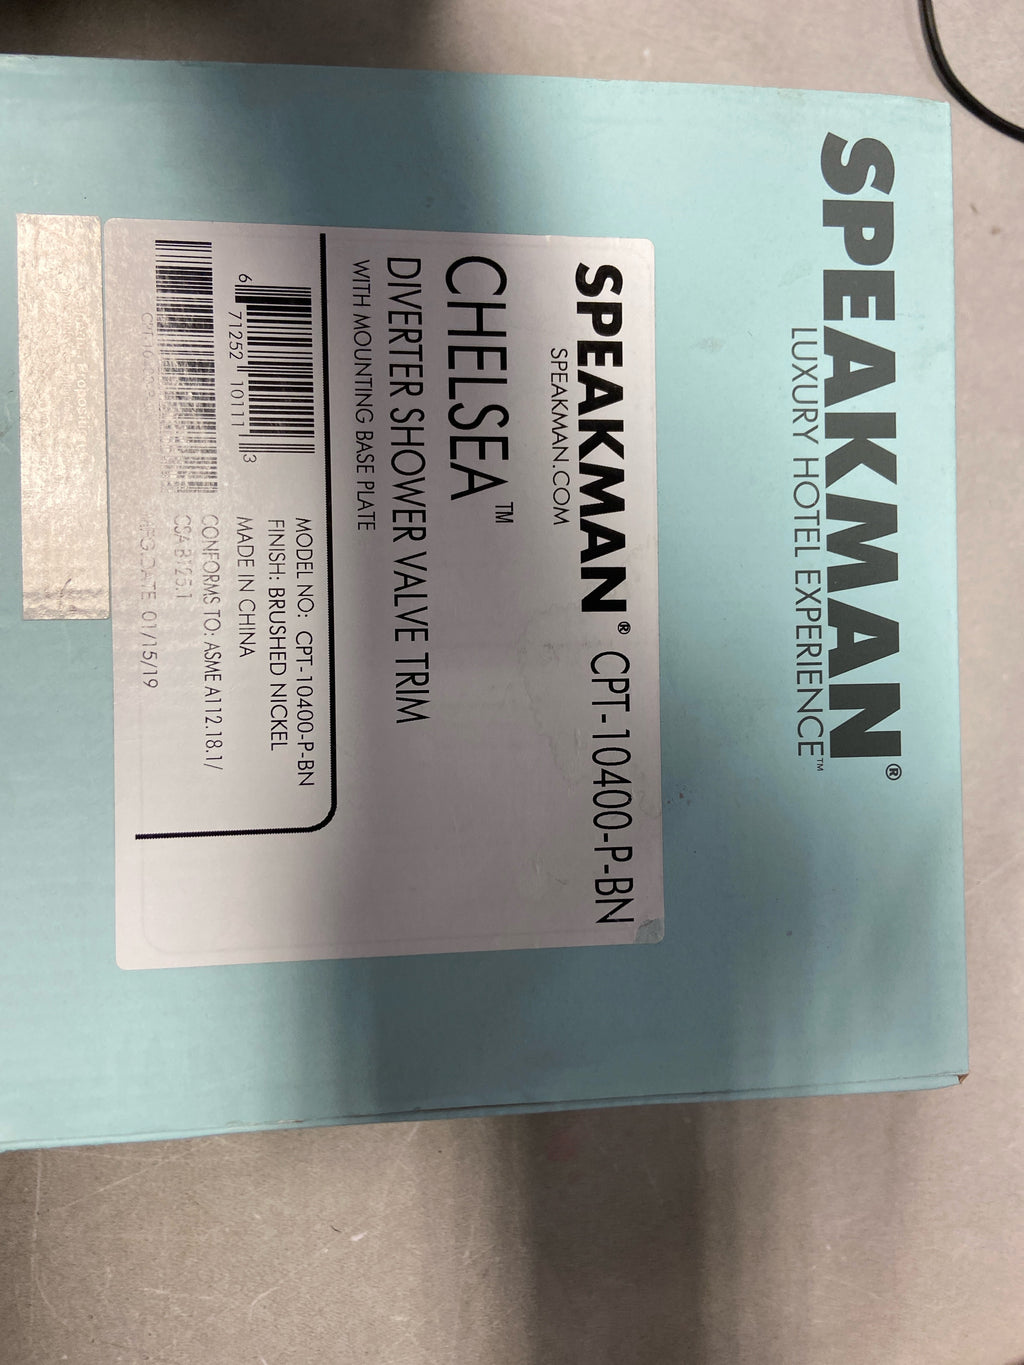 SPEAKMAN®
LUXURY HOTEL EXPERIENCE™
SPEAKMAN® CPT-10400-P-BN
SPEAKMAN.COM
CHELSEA™
DIVERTER SHOWER VALVE TRIM
WITH MOUNTING BASE PLATE
6 71252 10111 3
MODEL NO: CPT-10400-P-BN
FINISH: BRUSHED NICKEL
MADE IN CHINA
CONFORMS TO: ASME A112.18.1/
CSA B125.1
MFG.DATE 01/15/19